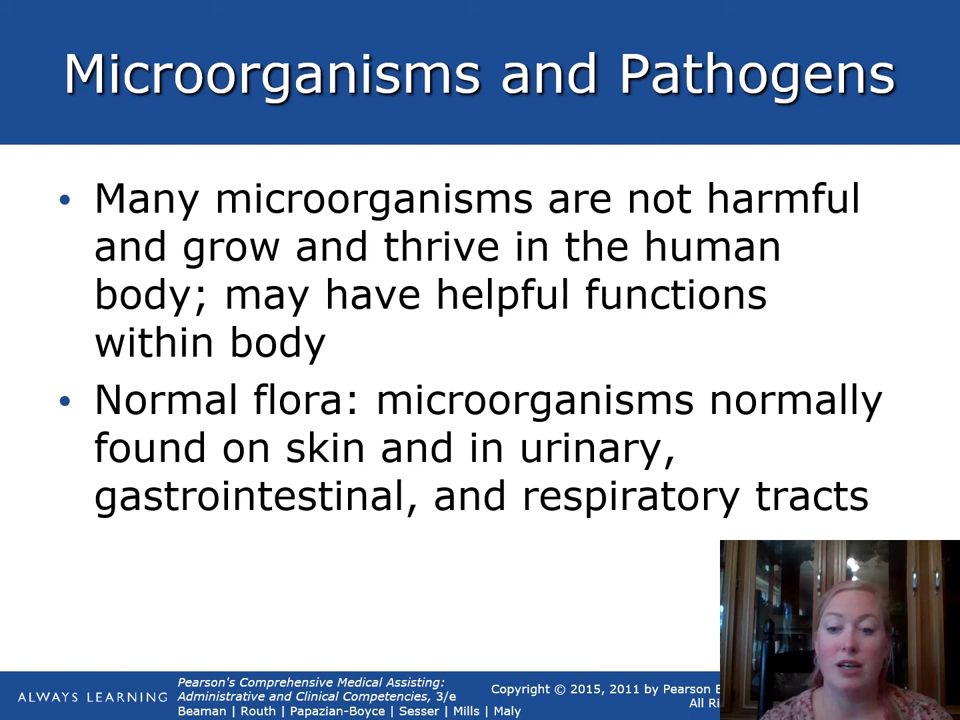 Microorganisms and Pathogens
• Many microorganisms are not harmful
and grow and thrive in the human
body; may have helpful functions
within body
• Normal flora: microorganisms normally
found on skin and in urinary,
gastrointestinal, and respiratory tracts
ALWAYS LEARNING
Pearson's Comprehensive Medical Assisting:
Administrative and Clinical Competencies, 3/e
Beaman | Routh | Papazian-Boyce | Sesser | Mills | Maly
Copyright © 2015, 2011 by Pearson
All